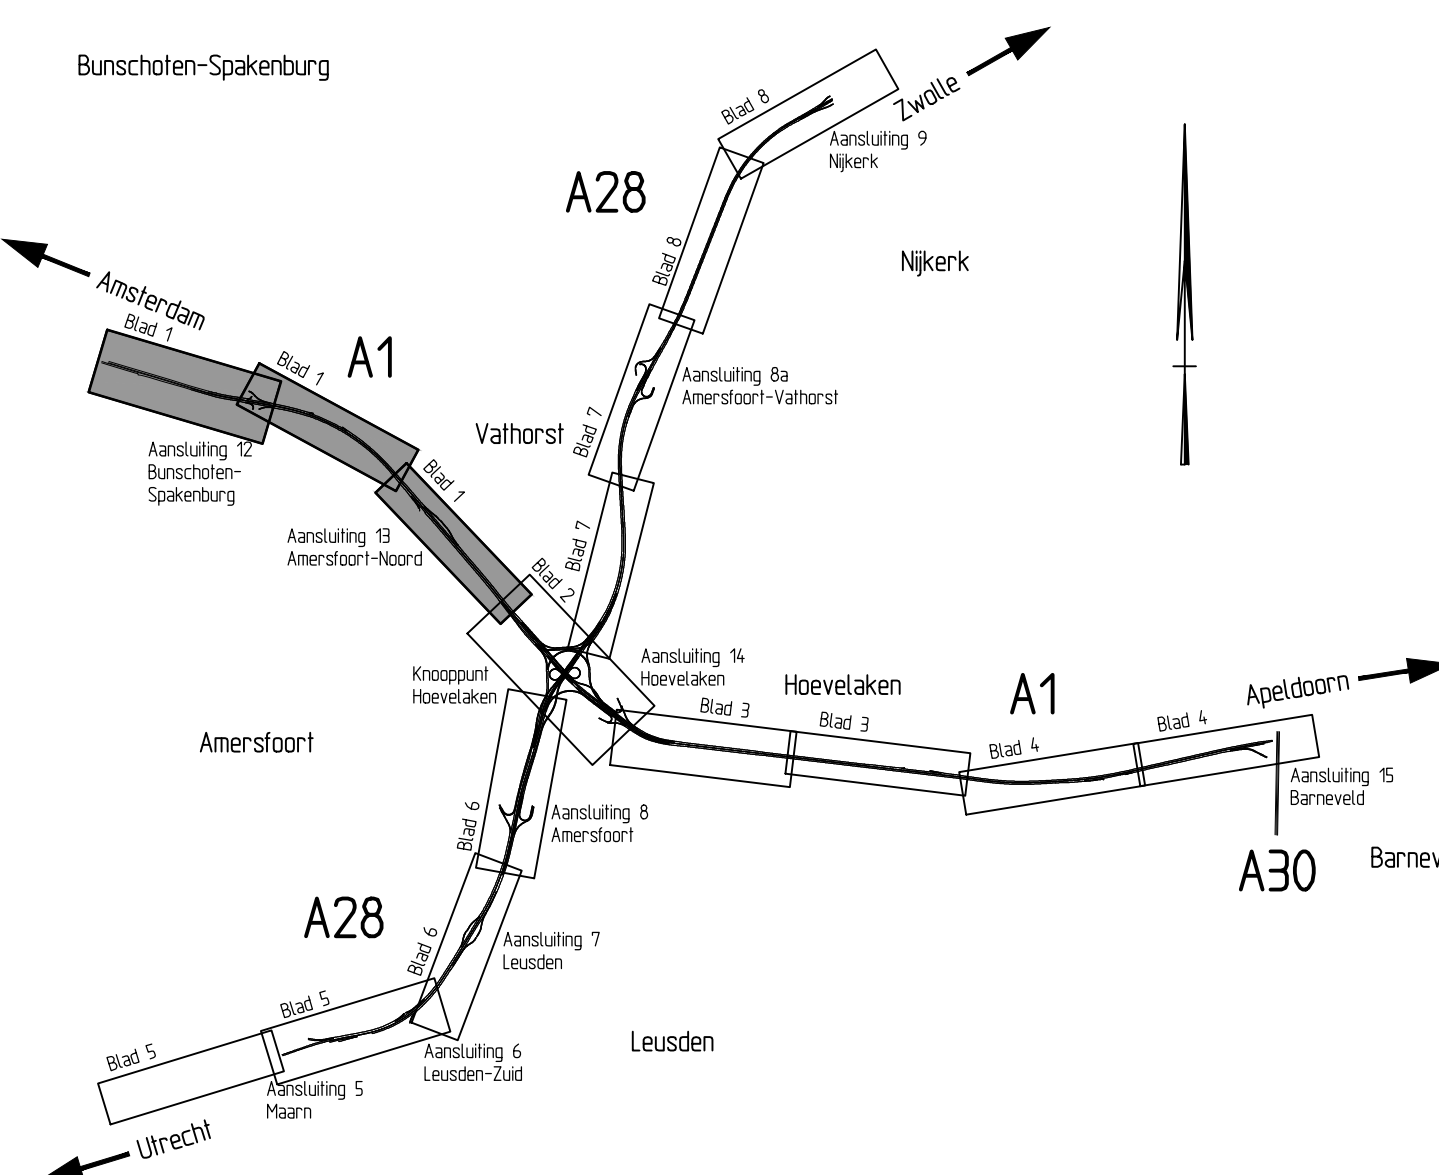 Bunschoten-Spakenburg
Zwolle
Blad 8
Aansluiting 9
Nijkerk
A28
Blad 8
Nijkerk
Amsterdam
Blad 1
A1
Blad 1
Aansluiting 8a
Amersfoort-Vathorst
Vathorst
Blad 7
Aansluiting 12
Bunschoten-
Spakenburg
Blad 1
Aansluiting 13
Amersfoort-Noord
Blad 7
Blad 2
Knooppunt
Hoevelaken
Aansluiting 14
Hoevelaken
Hoevelaken
A1
Apeldoorn
Blad 3
Blad 3
Blad 4
Blad 4
Amersfoort
Aansluiting 15
Barneveld
Blad 6
Aansluiting 8
Amersfoort
A30
Barnev
A28
Blad 6
Aansluiting 7
Leusden
Blad 5
Blad 5
Leusden
Aansluiting 6
Leusden-Zuid
Aansluiting 5
Maarn
Utrecht